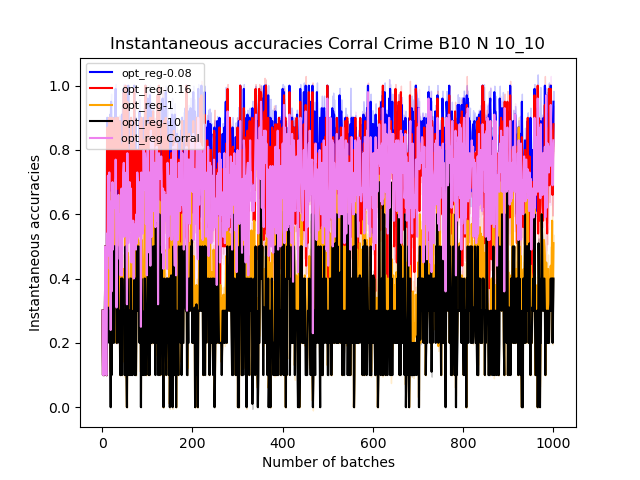 Instantaneous accuracies Corral Crime B10 N 10_10
opt_reg-0.08
opt_reg-0.16
opt_reg-1
opt_reg-10
opt_reg Corral
Instantaneous accuracies
1.0
0.8
0.6
0.4
0.2
0.0
0 200 400 600 800 1000
Number of batches